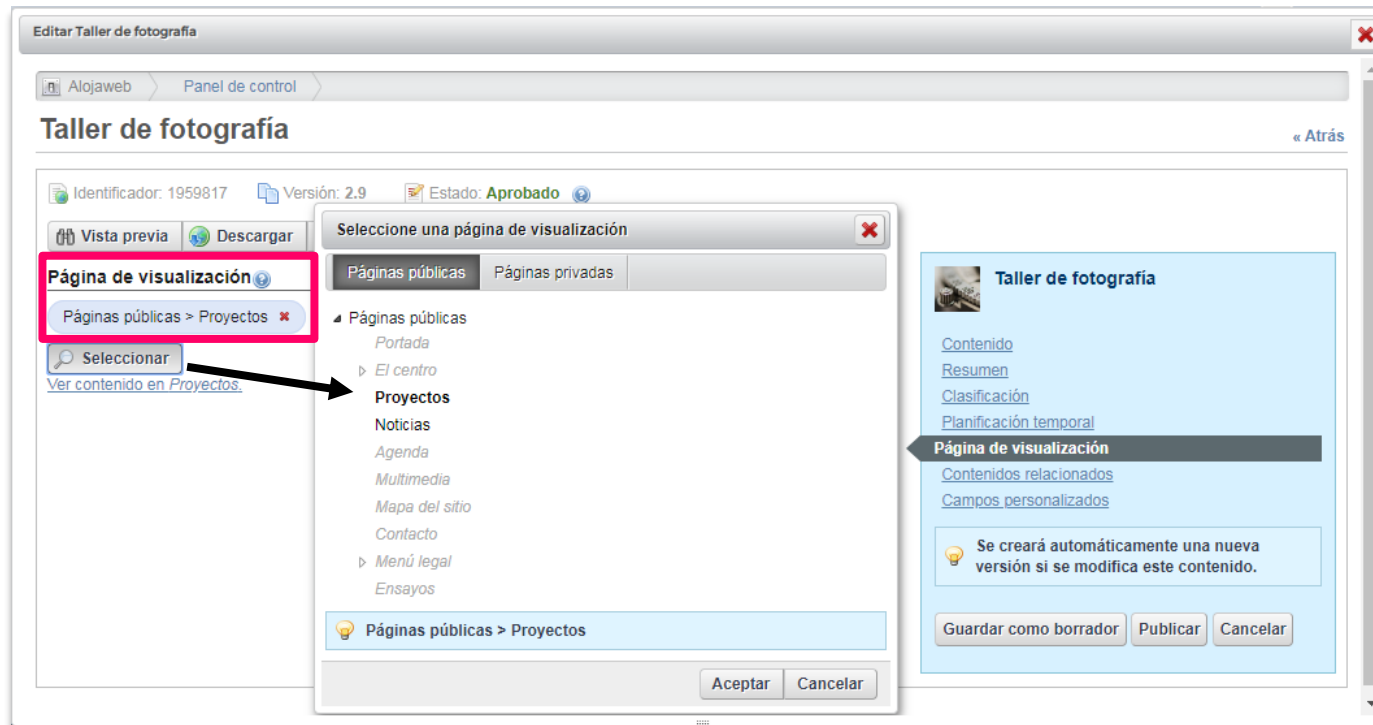 Editar Taller de fotografía
Alojaweb Panel de control
Taller de fotografía
« Atrás
Identificador: 1959817 Versión: 2.9 Estado: Aprobado
Vista previa Descargar
Página de visualización
Páginas públicas > Proyectos
Seleccionar
Ver contenido en Proyectos.
Seleccione una página de visualización
Páginas públicas Páginas privadas
Páginas públicas
Portada
El centro
Proyectos
Noticias
Agenda
Multimedia
Mapa del sitio
Contacto
Menú legal
Ensayos
Páginas públicas > Proyectos
Aceptar Cancelar
Taller de fotografía
Contenido
Resumen
Clasificación
Planificación temporal
Página de visualización
Contenidos relacionados
Campos personalizados
Se creará automáticamente una nueva
versión si se modifica este contenido.
Guardar como borrador Publicar Cancelar